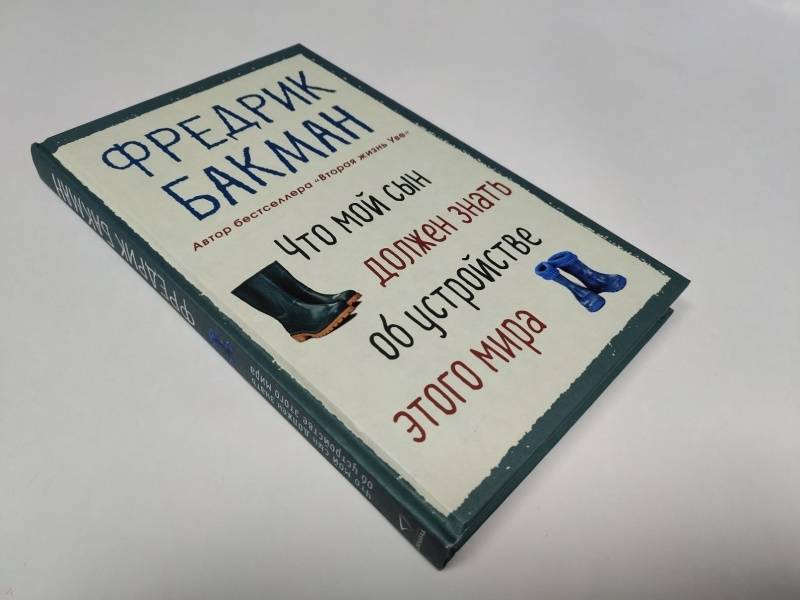 ФРЕДРИК
БАКМАН
Автор бестселлера «Вторая жизнь Уве»
Что мой сын
должен знать
об устройстве
этого мира
ФРЕДРИК БАКМАН
Что мой сын должен знать
об устройстве этого мира